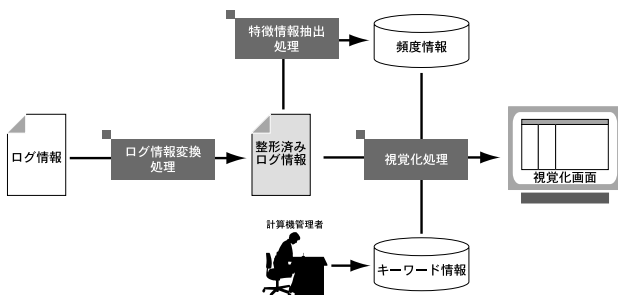 特徴情報抽出
処理
頻度情報
ログ情報
ログ情報変換
処理
整形済み
ログ情報
視覚化処理
視覚化画面
計算機管理者
キーワード情報